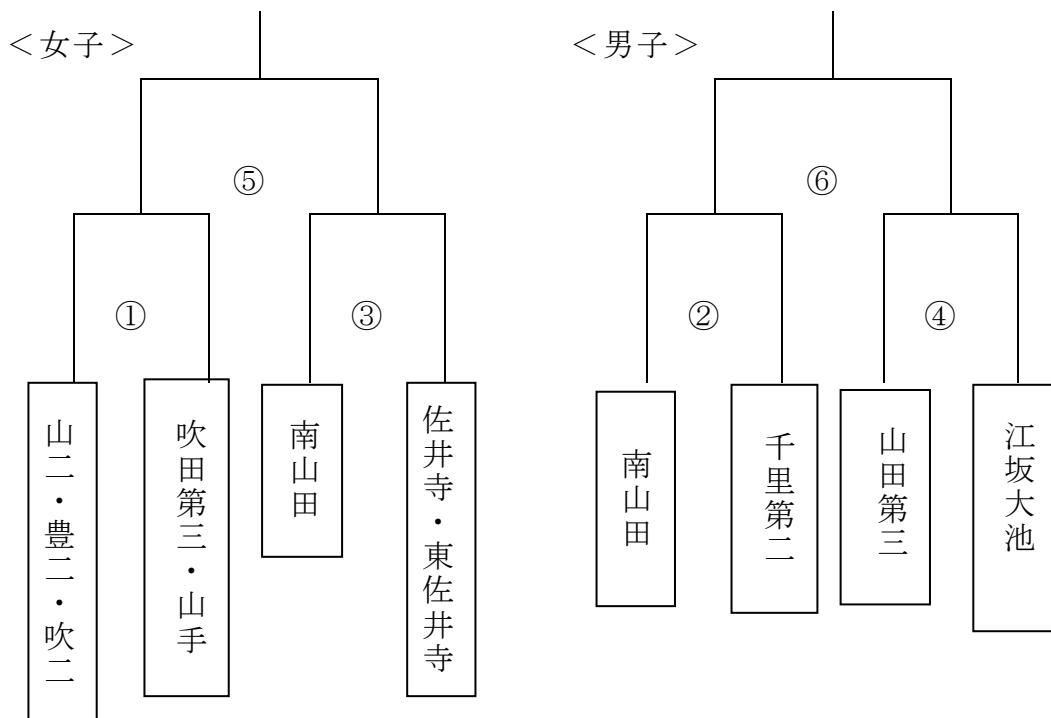 ＜女子＞
⑤
①
③
山二・豊二・吹二
吹田第三・山手
南山田
佐井寺・東佐井寺
＜男子＞
⑥
②
④
南山田
千里第二
山田第三
江坂大池